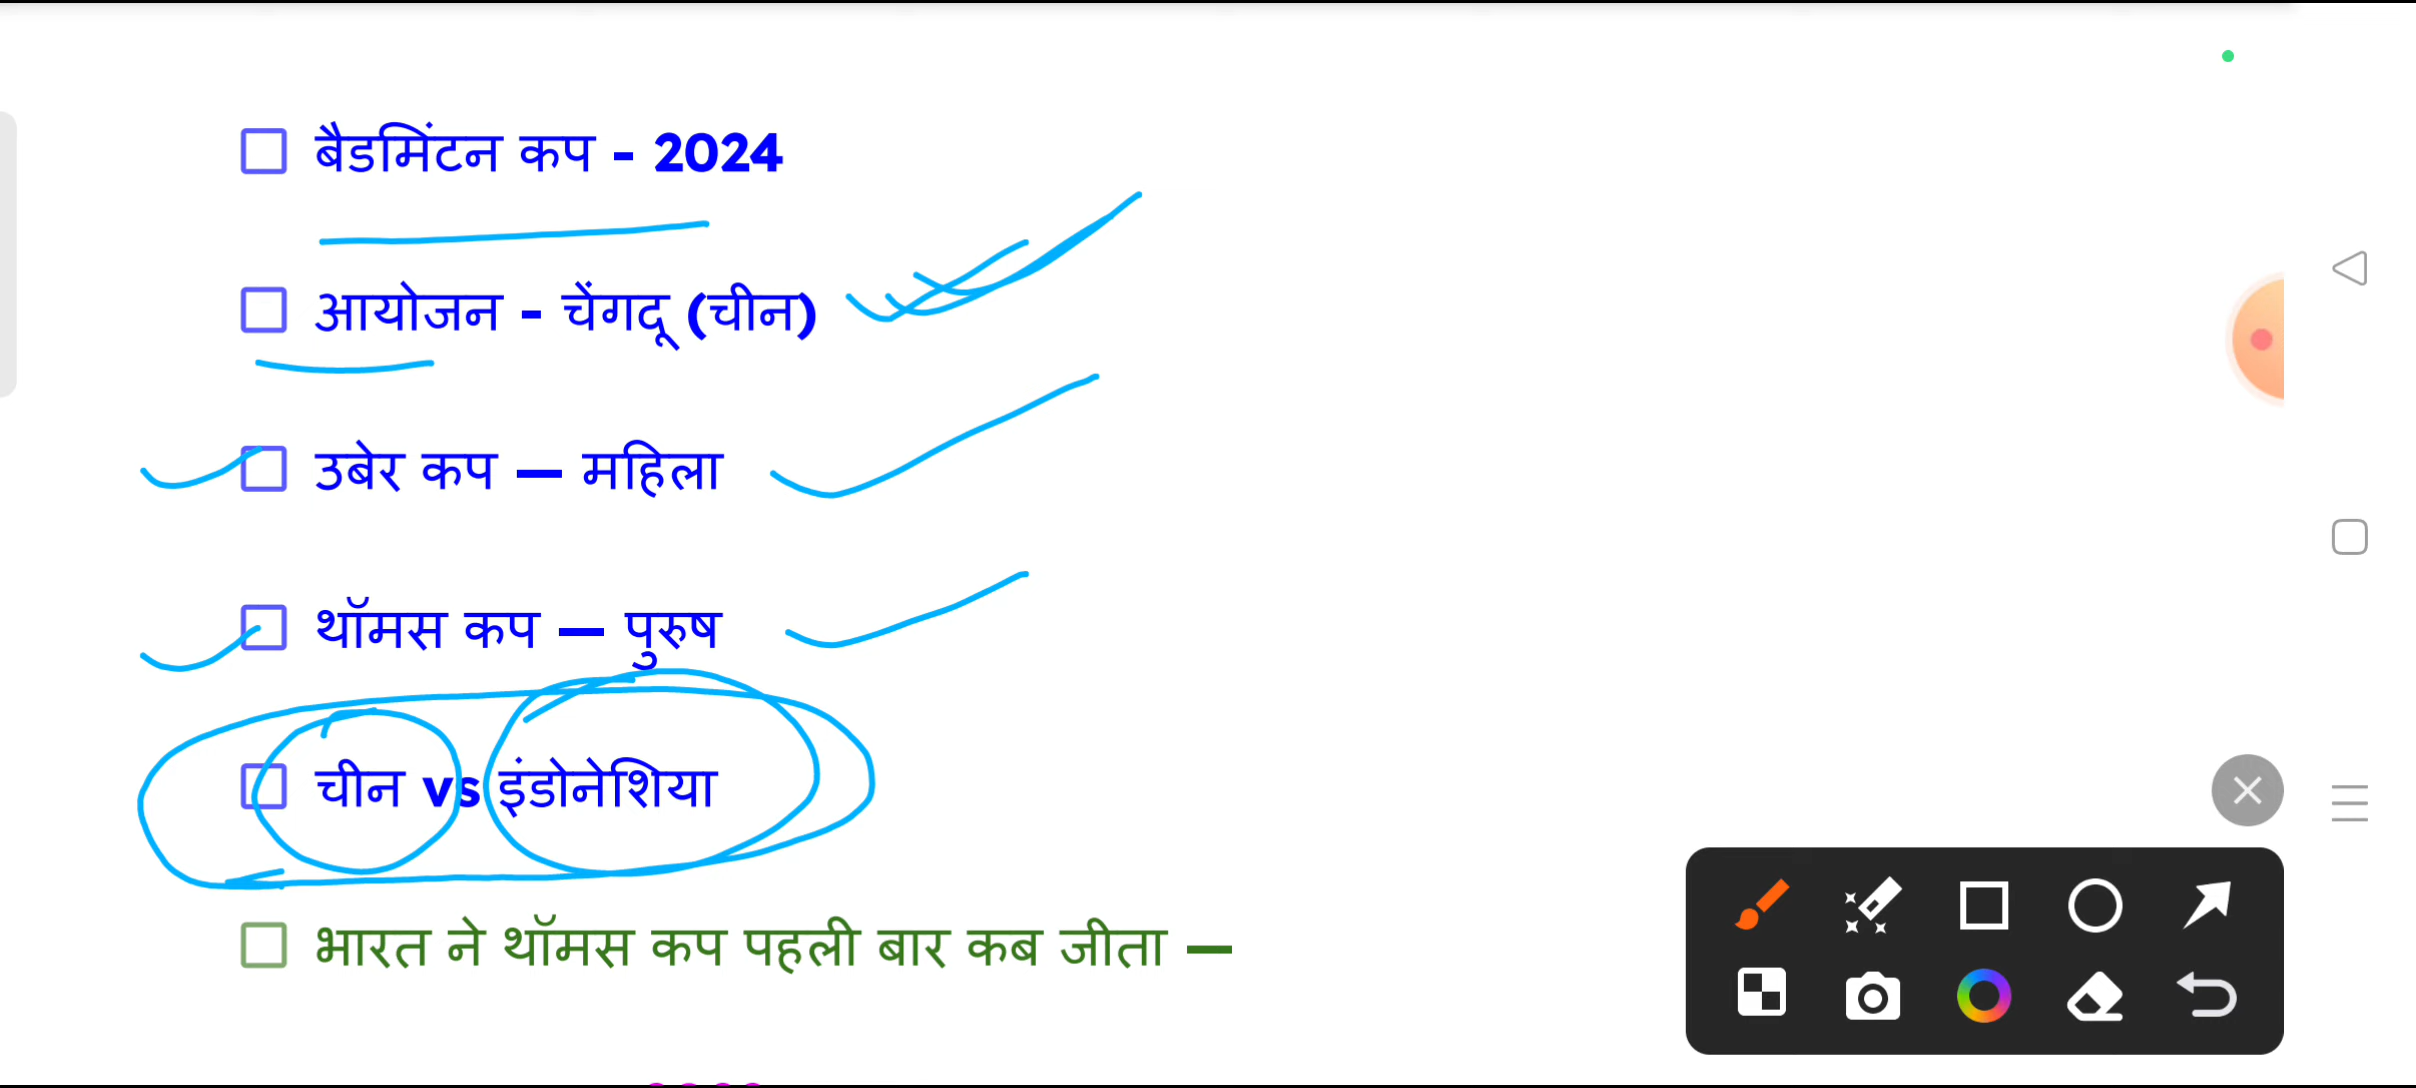 बैडमिंटन कप - 2024
आयोजन - चेंगदू (चीन)
उबेर कप — महिला
थॉमस कप — पुरुष
चीन vs इंडोनेशिया
भारत ने थॉमस कप पहली बार कब जीता —